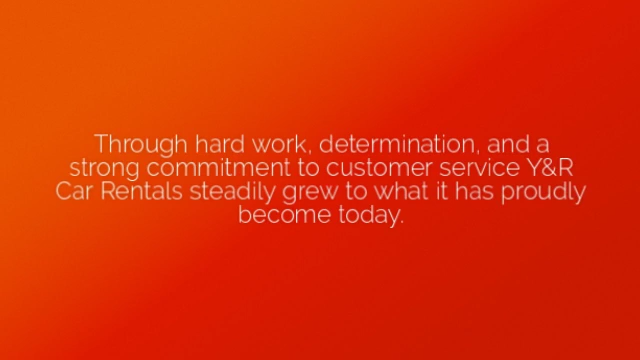 Through hard work, determination, and a
strong commitment to customer service Y&R
Car Rentals steadily grew to what it has proudly
become today.